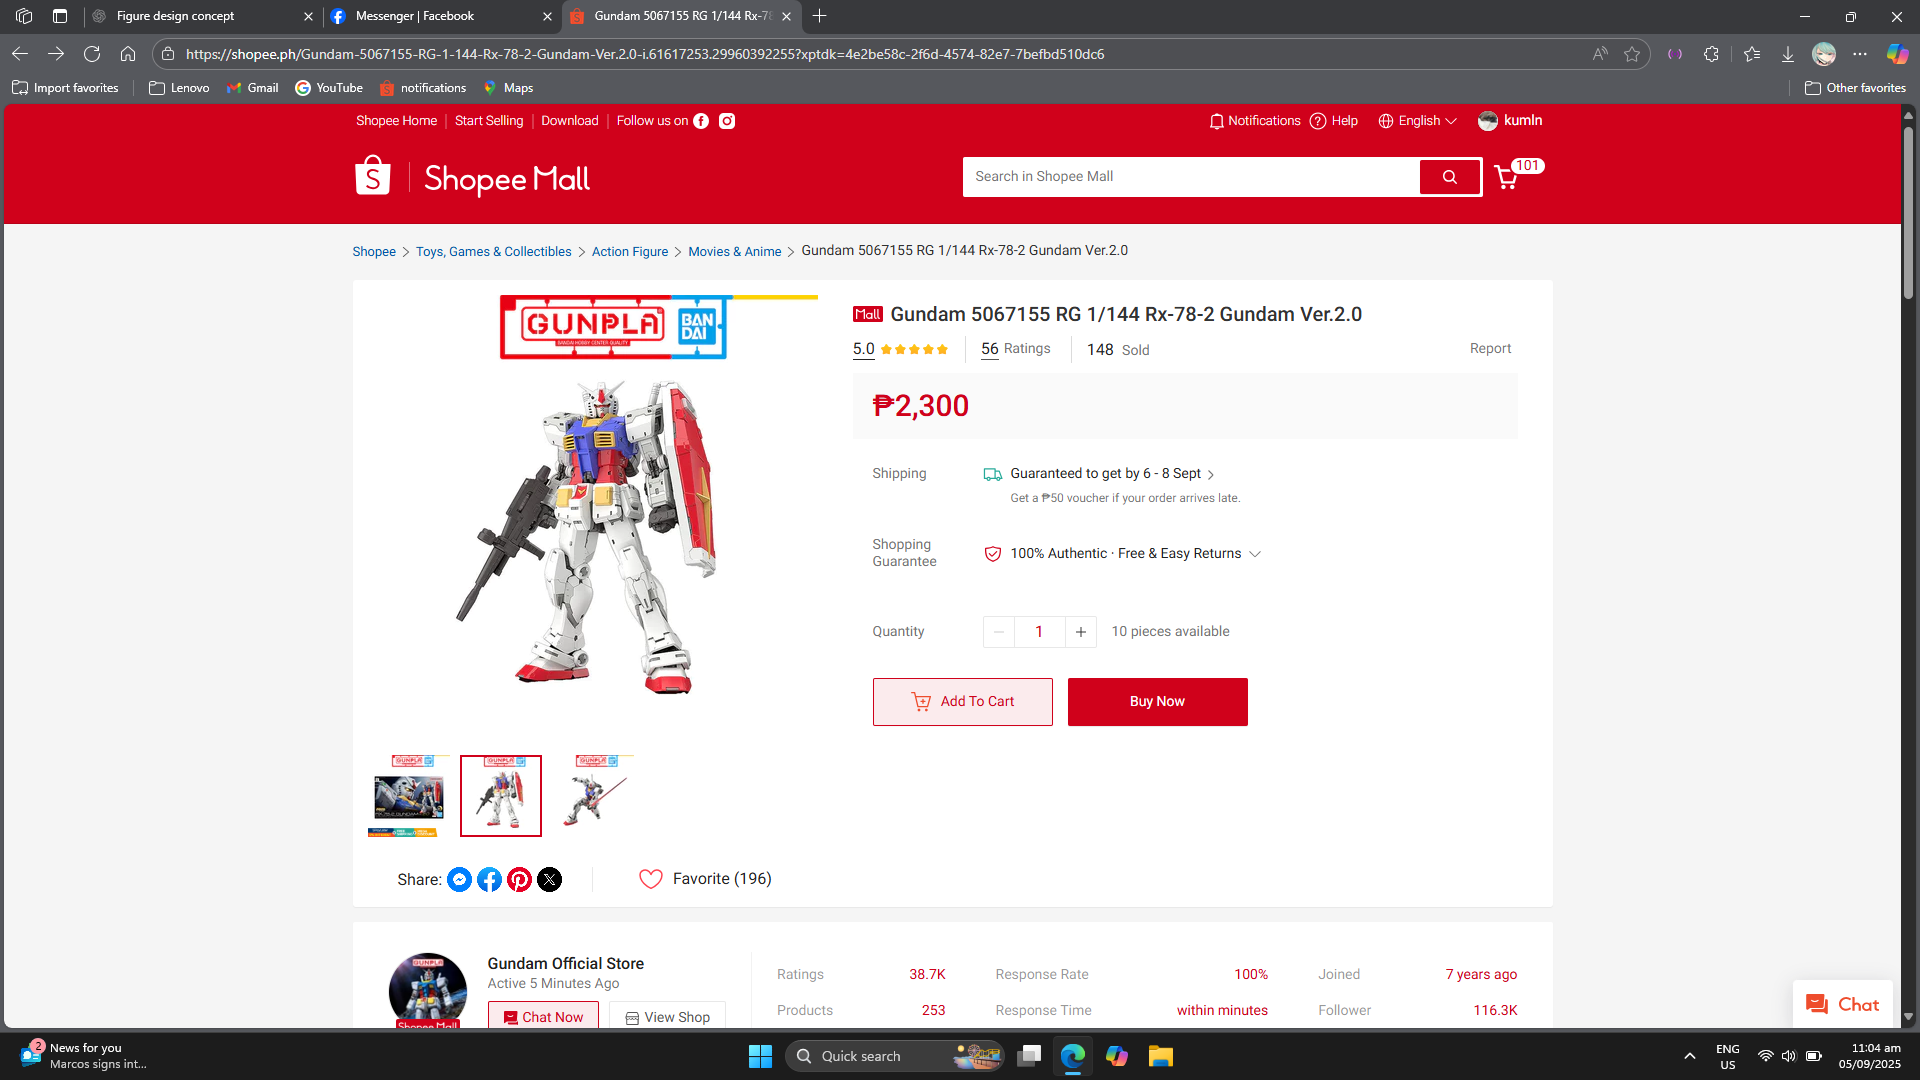 Figure design concept
Messenger | Facebook
Gundam 5067155 RG 1/144 Rx-78
https://shopee.ph/Gundam-5067155-RG-1-144-Rx-78-2-Gundam-Ver.2.0-i.61617253.29960392255?xptdk=4e2be58c-2f6d-4574-82e7-7befbd510dc6
Import favorites
Lenovo
Gmail
YouTube
notifications
Maps
Other favorites
Shopee Home
Start Selling
Download
Follow us on
Notifications
Help
English
kumln
Shopee Mall
Search in Shopee Mall
101
Shopee > Toys, Games & Collectibles > Action Figure > Movies & Anime > Gundam 5067155 RG 1/144 Rx-78-2 Gundam Ver.2.0
GUNPLA
BANDAI HOBBY CENTER QUALITY
BAN
DAI
Mall Gundam 5067155 RG 1/144 Rx-78-2 Gundam Ver.2.0
5.0
56 Ratings
148 Sold
Report
₱2,300
Shipping
Guaranteed to get by 6 - 8 Sept
Get a ₱50 voucher if your order arrives late.
Shopping
Guarantee
100% Authentic · Free & Easy Returns
Quantity
1
10 pieces available
Add To Cart
Buy Now
GUNPLA
GUNPLA
GUNPLA
Share:
Favorite (196)
Gundam Official Store
Active 5 Minutes Ago
GUNPLA
Shopee Mall
Chat Now
View Shop
Ratings 38.7K
Response Rate 100%
Joined 7 years ago
Products 253
Response Time within minutes
Follower 116.3K
Chat
2
News for you
Marcos signs int...
Quick search
ENG
US
11:04 am
05/09/2025